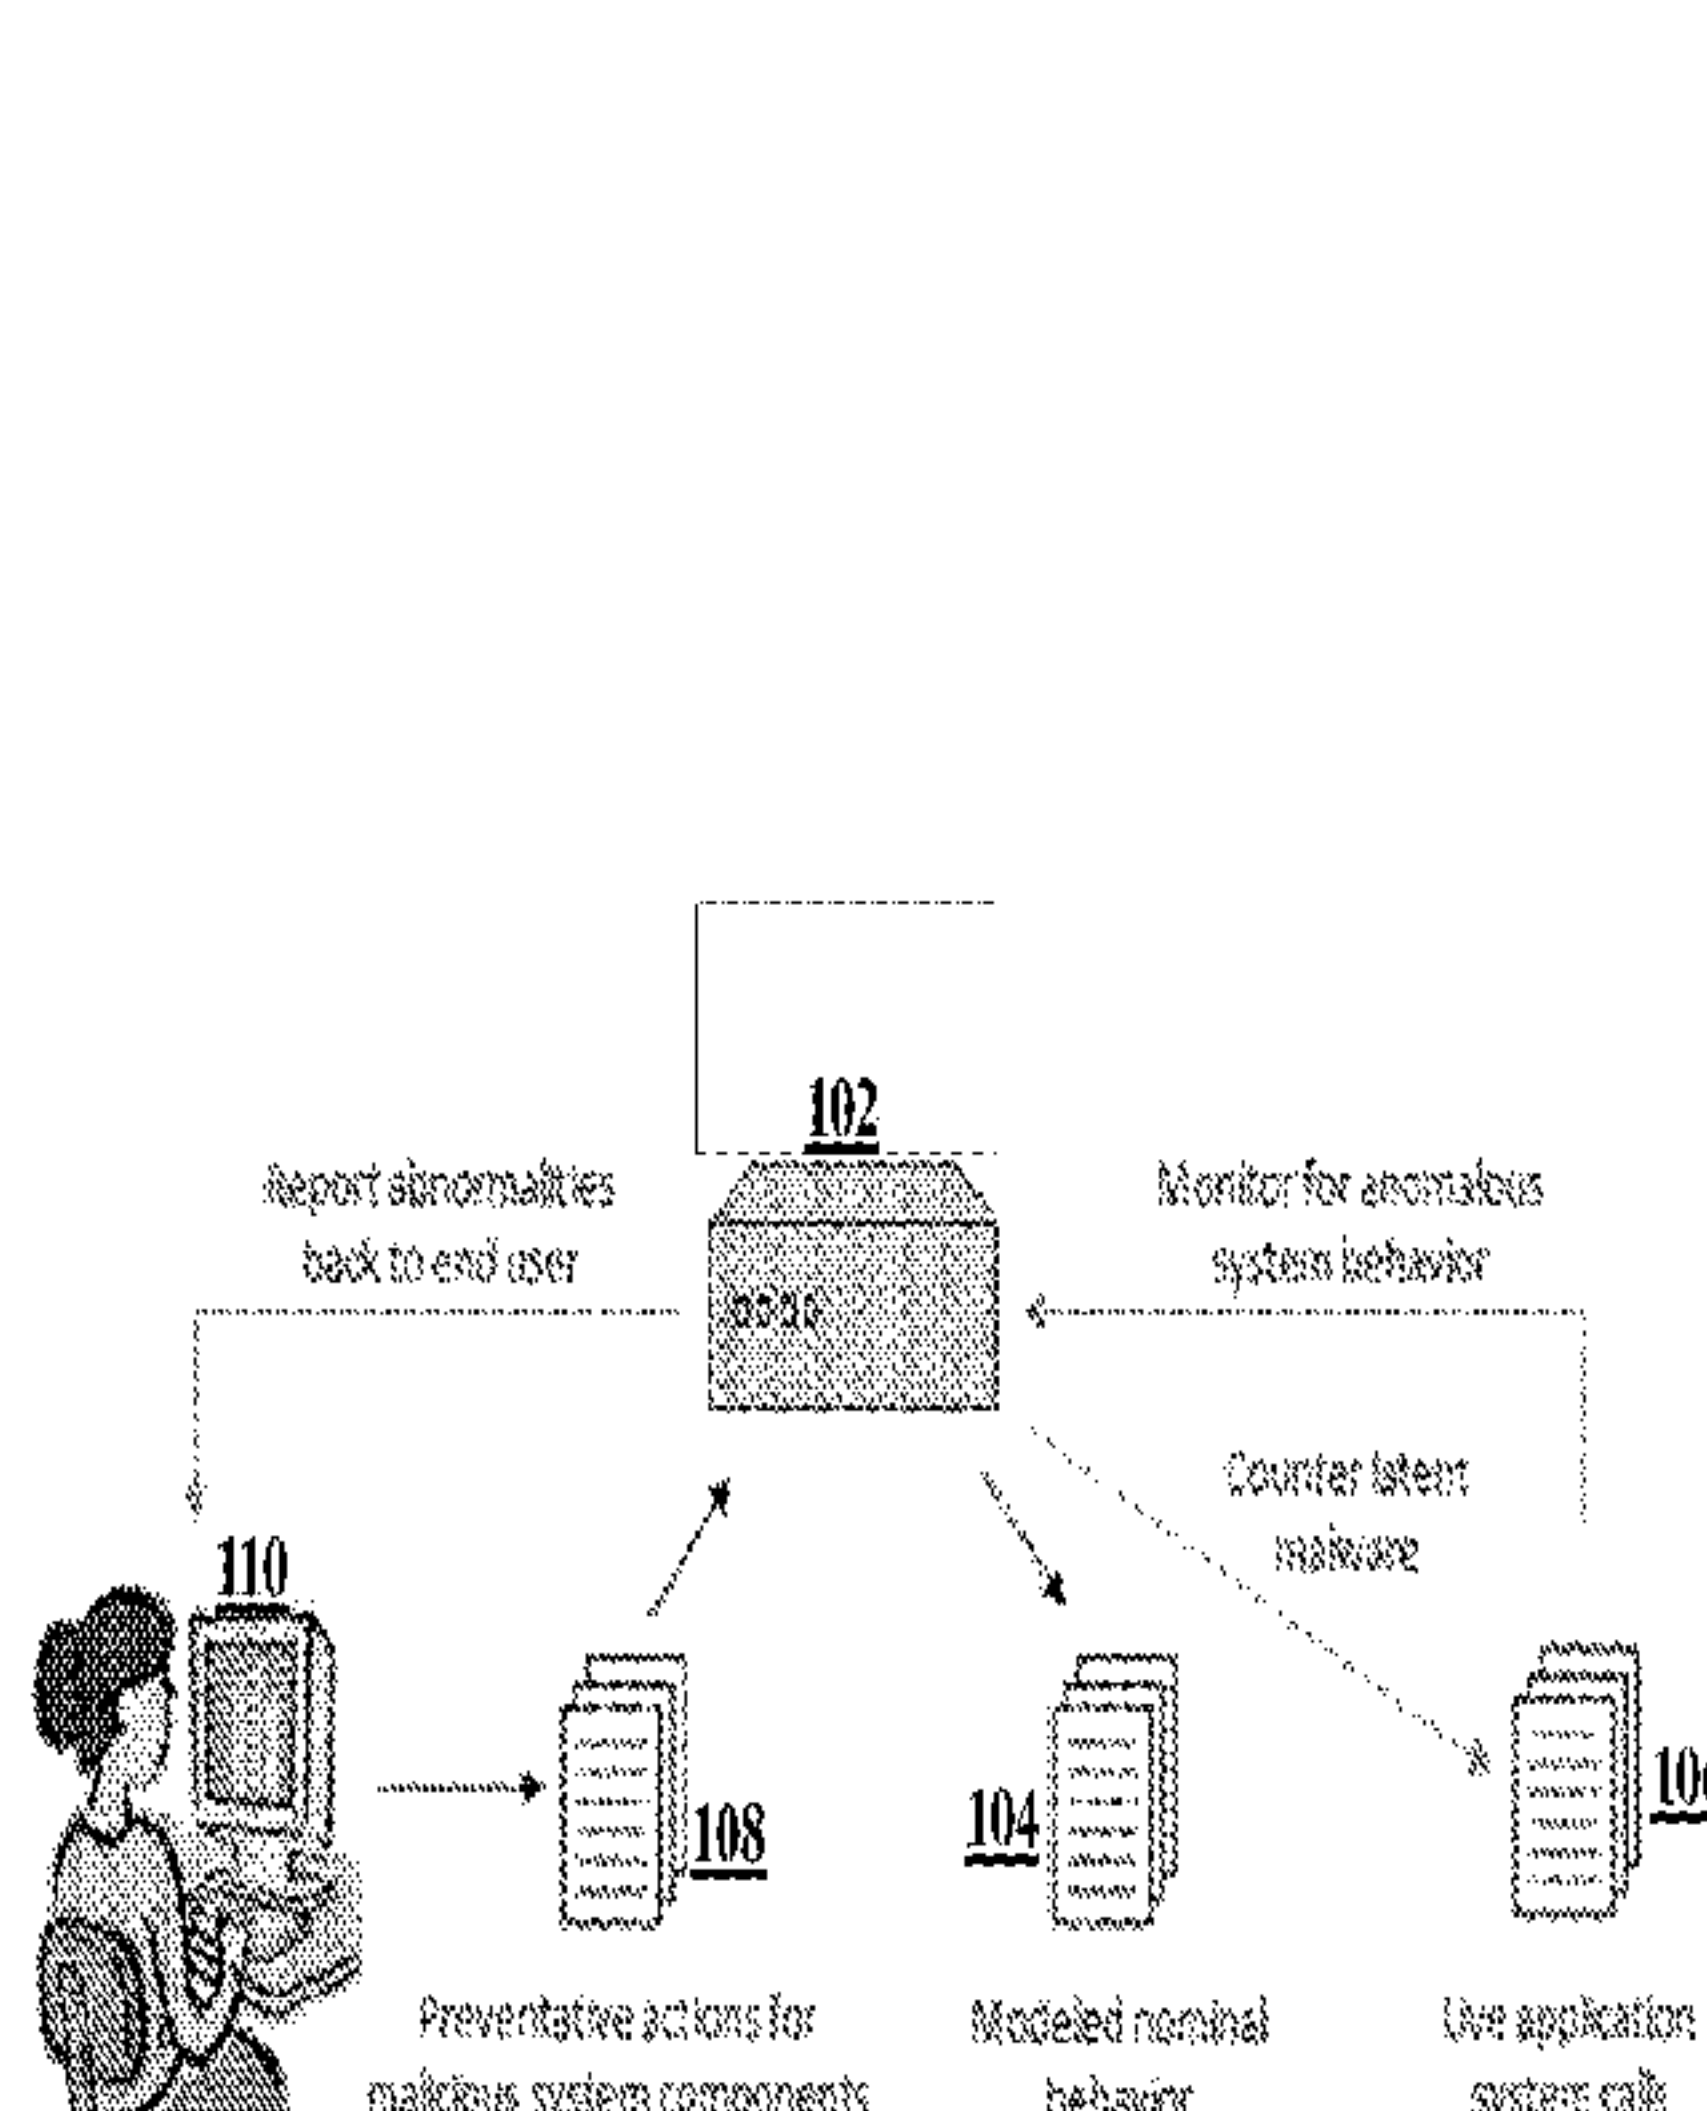 102
Report abnormalities
back to end user
Monitor for anomalous
system behavior
Counter latent
malware
110
108
104
Preventative actions for
malicious system components
Modeled nominal
behavior
Live application
system calls